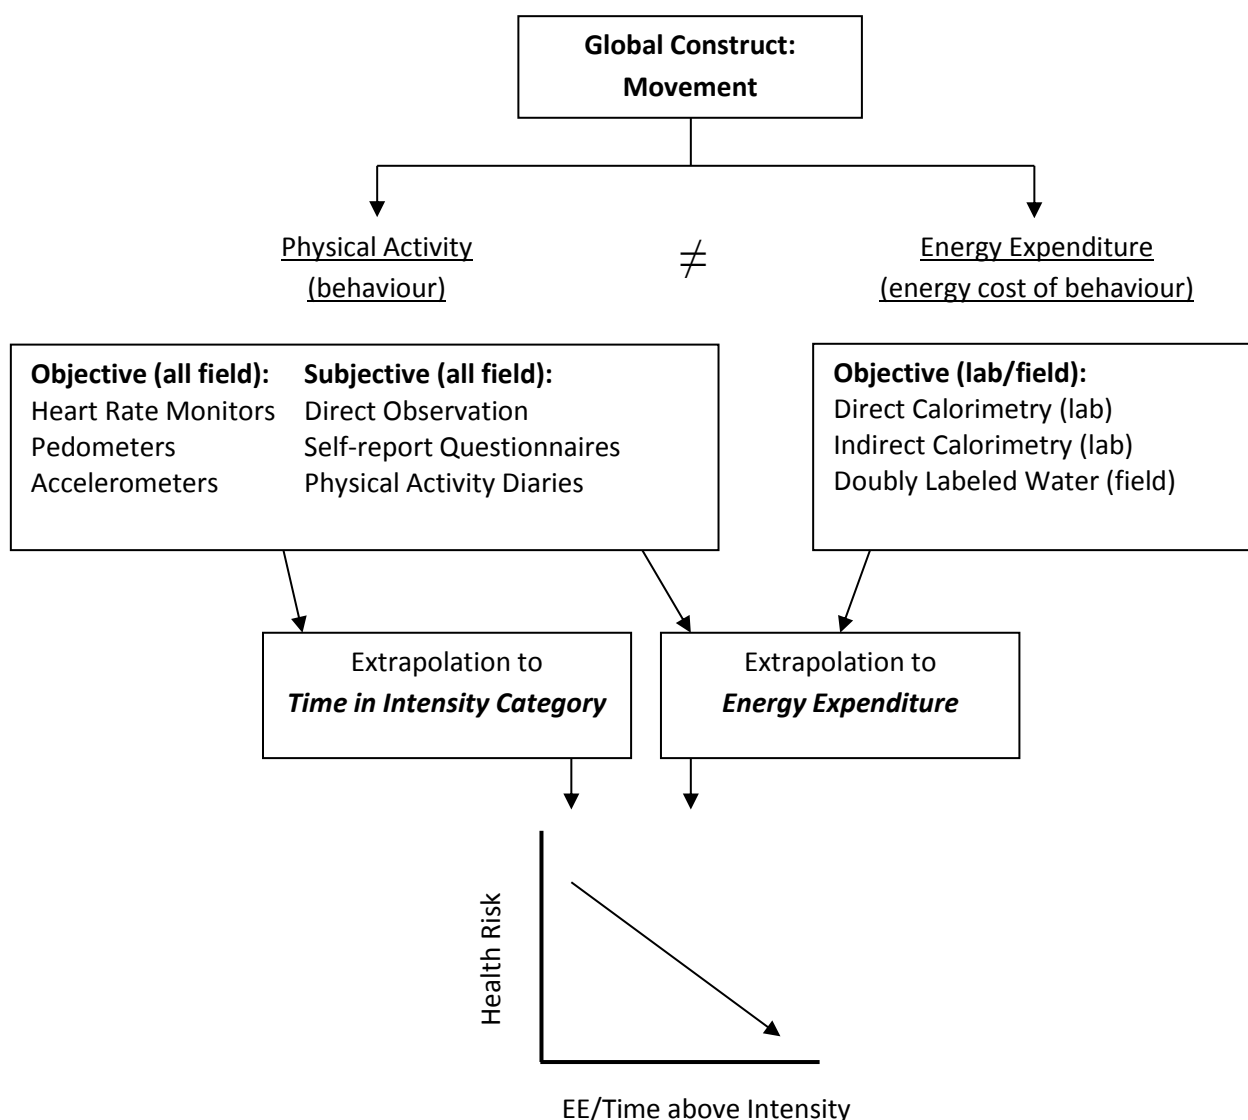 Global Construct:
Movement
Physical Activity
(behaviour)
≠
Energy Expenditure
(energy cost of behaviour)
Objective (all field):
Heart Rate Monitors
Pedometers
Accelerometers
Subjective (all field):
Direct Observation
Self-report Questionnaires
Physical Activity Diaries
Objective (lab/field):
Direct Calorimetry (lab)
Indirect Calorimetry (lab)
Doubly Labeled Water (field)
Extrapolation to
Time in Intensity Category
Extrapolation to
Energy Expenditure
Health Risk
EE/Time above Intensity